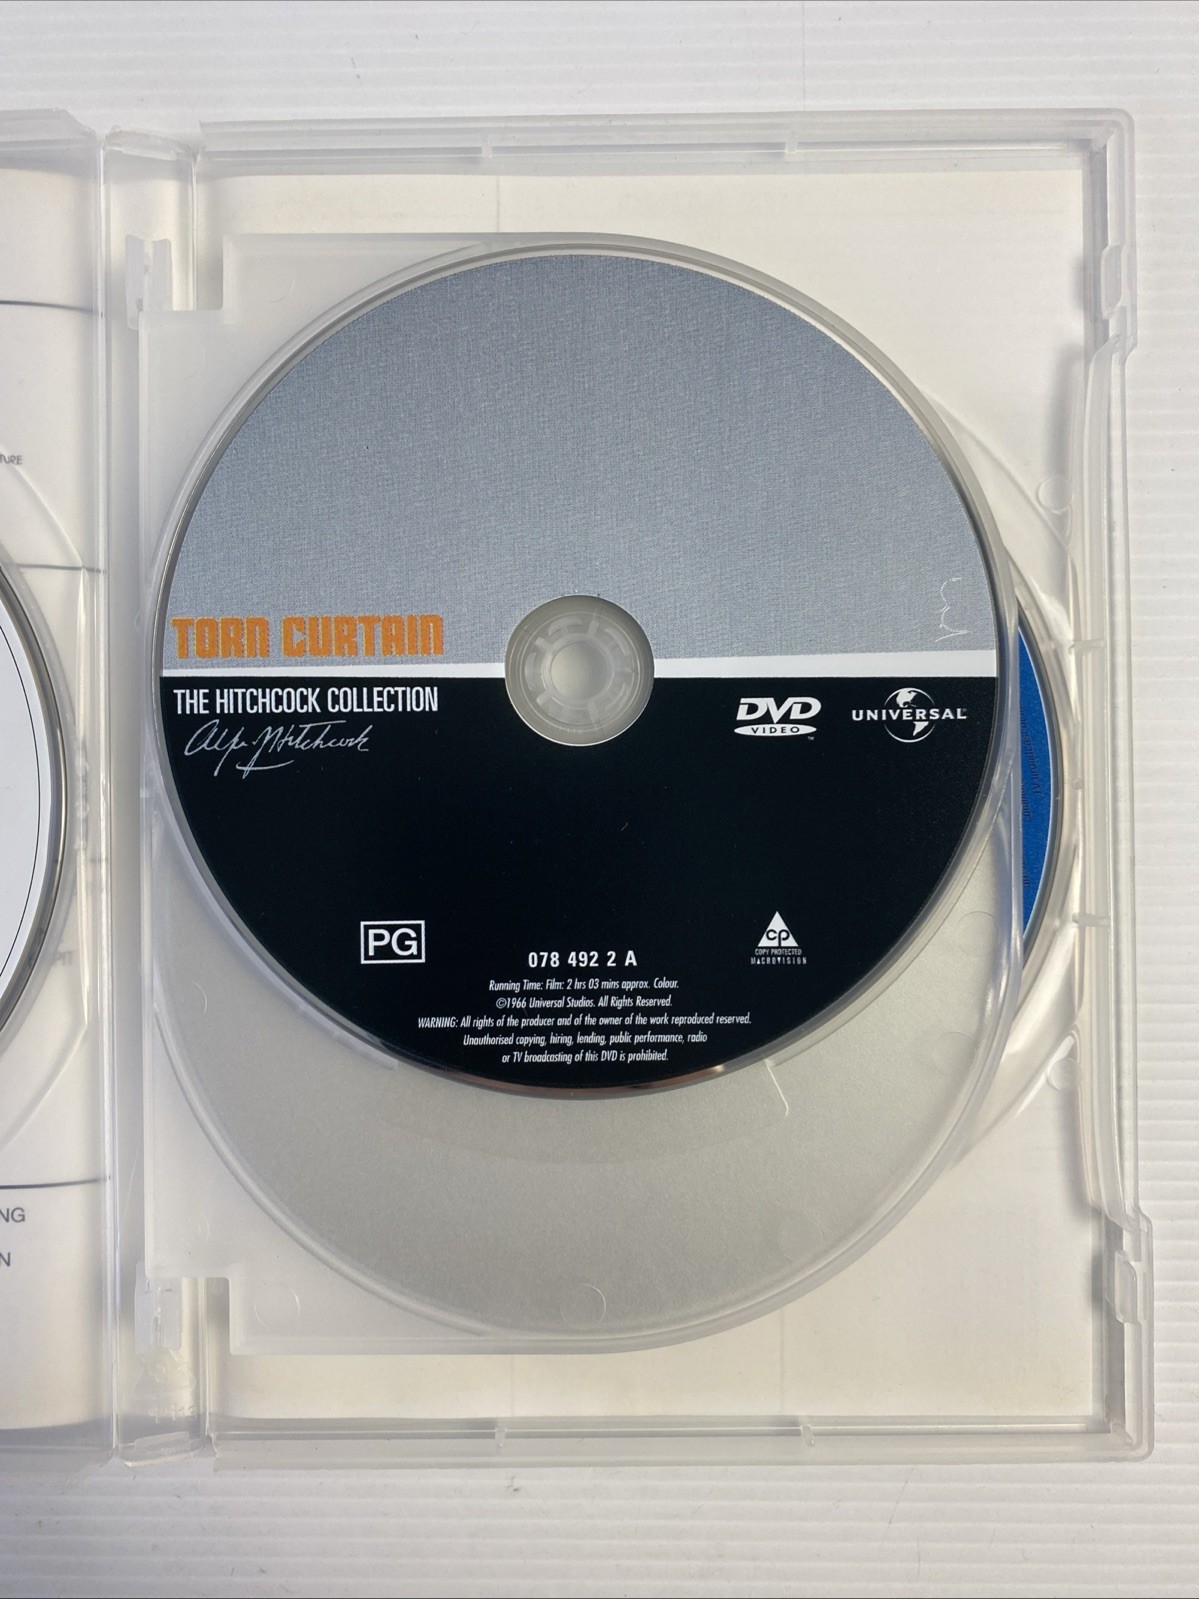 TORN CURTAIN
THE HITCHCOCK COLLECTION
Alfred Hitchcock
DVD
VIDEO
TM
UNIVERSAL
PG
078 492 2 A
cp
COPY PROTECTED
MACROVISION
Running Time: Film: 2 hrs 03 mins approx. Colour.
©1966 Universal Studios. All Rights Reserved.
WARNING: All rights of the producer and of the owner of the work reproduced reserved.
Unauthorised copying, hiring, lending, public performance, radio
or TV broadcasting of this DVD is prohibited.
NG
N